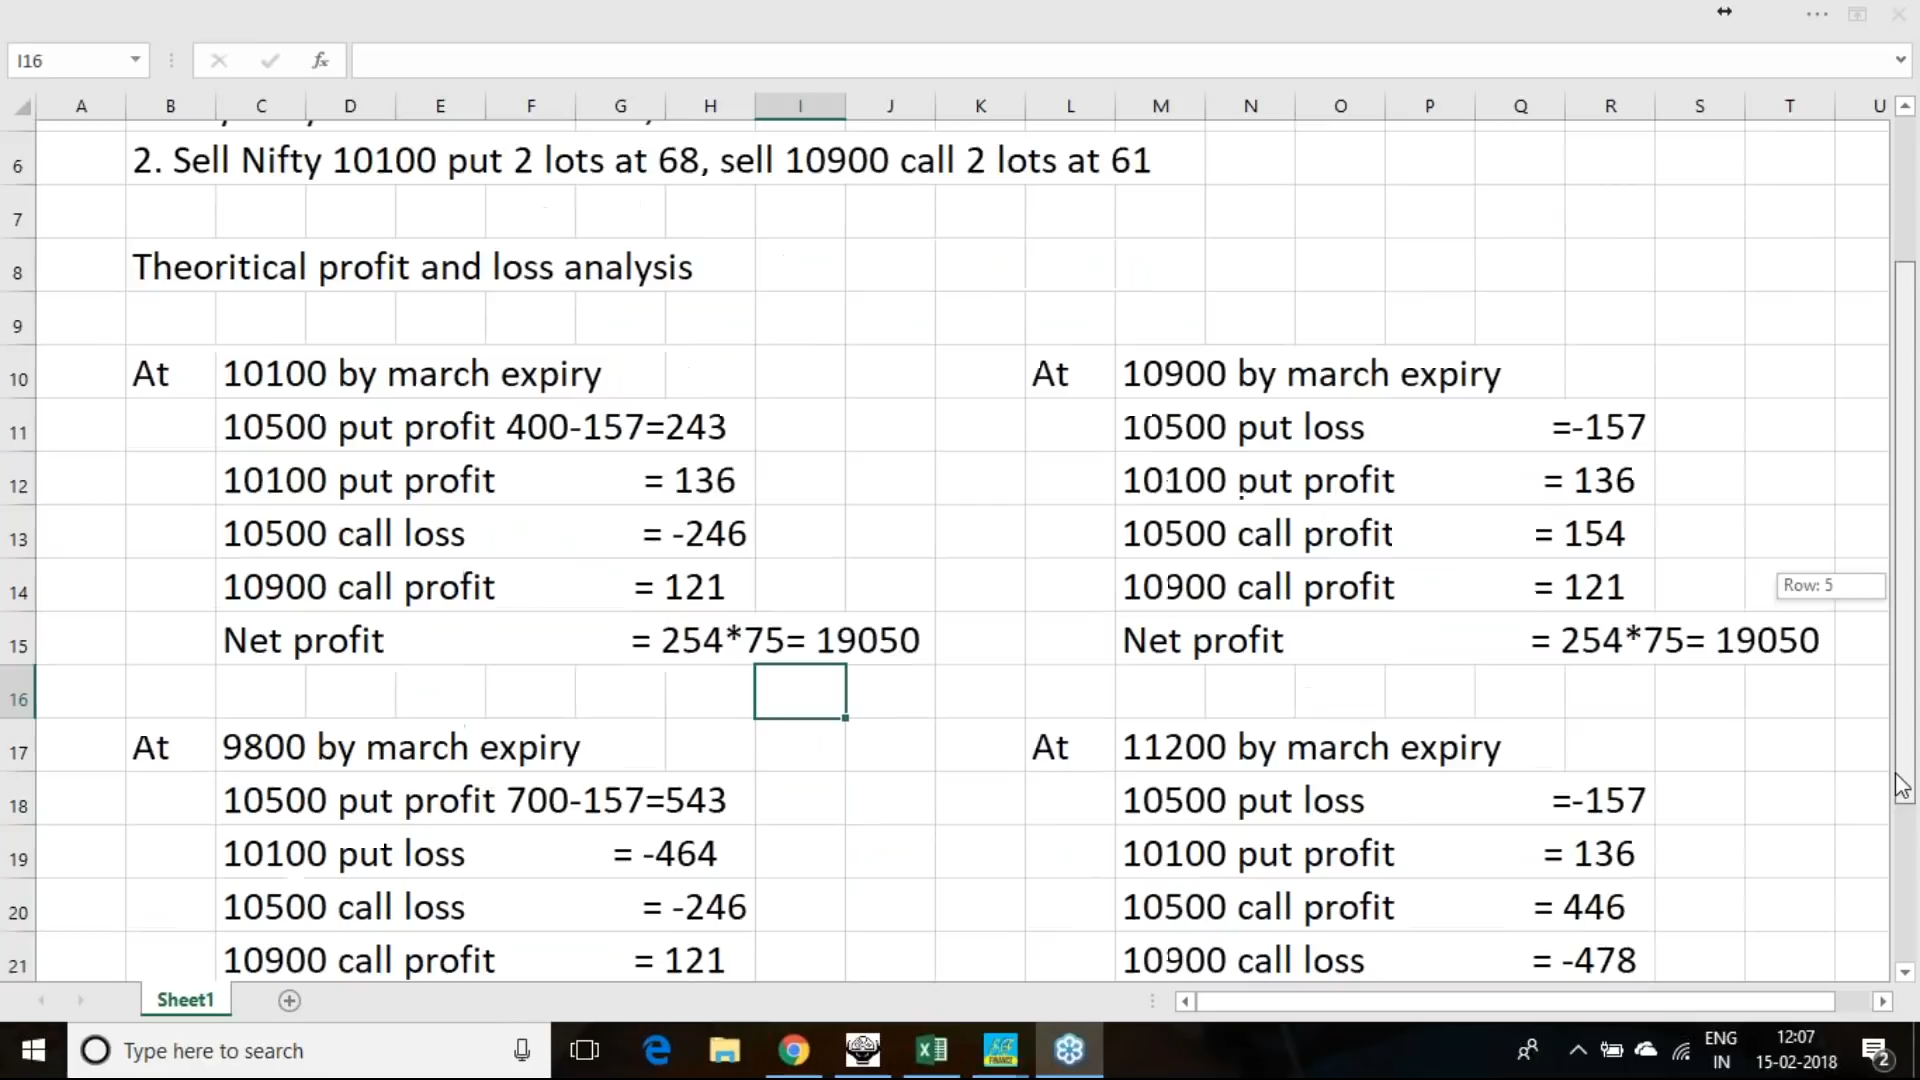 I16
fx
A B C D E F G H I J K L M N O P Q R S T U
6 2. Sell Nifty 10100 put 2 lots at 68, sell 10900 call 2 lots at 61
7
8 Theoritical profit and loss analysis
9
10 At 10100 by march expiry At 10900 by march expiry
11 10500 put profit 400-157=243 10500 put loss =-157
12 10100 put profit = 136 10100 put profit = 136
13 10500 call loss = -246 10500 call profit = 154
14 10900 call profit = 121 10900 call profit = 121 Row: 5
15 Net profit = 254*75= 19050 Net profit = 254*75= 19050
16
17 At 9800 by march expiry At 11200 by march expiry
18 10500 put profit 700-157=543 10500 put loss =-157
19 10100 put loss = -464 10100 put profit = 136
20 10500 call loss = -246 10500 call profit = 446
21 10900 call profit = 121 10900 call loss = -478
Sheet1
Type here to search
FINANCE
ENG
IN
12:07
15-02-2018
2